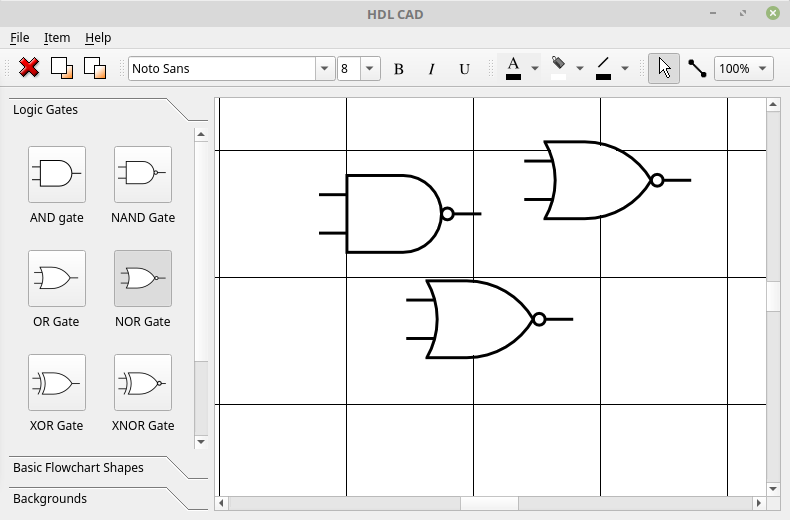 HDL CAD
File Item Help
Noto Sans 8 B I U A 100%
Logic Gates
AND gate NAND Gate
OR Gate NOR Gate
XOR Gate XNOR Gate
Basic Flowchart Shapes
Backgrounds